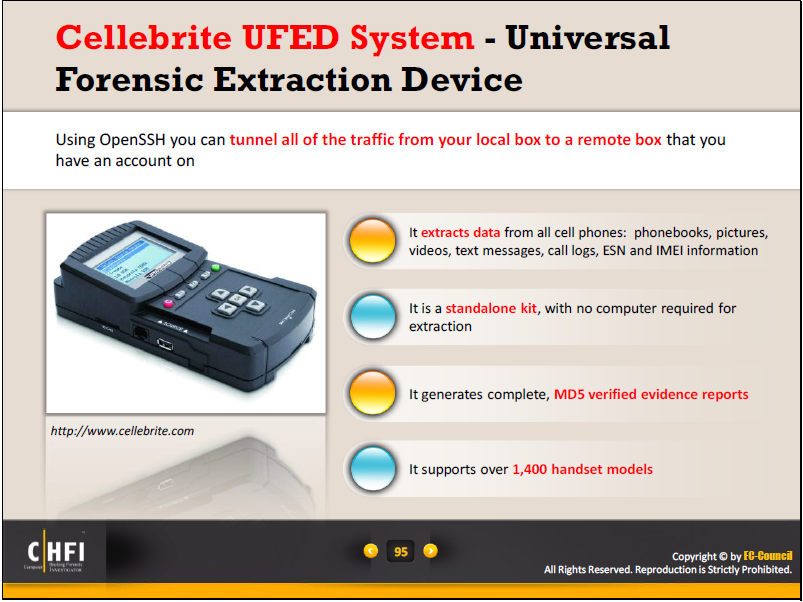 Cellebrite UFED System - Universal
Forensic Extraction Device
Using OpenSSH you can tunnel all of the traffic from your local box to a remote box that you
have an account on
It extracts data from all cell phones: phonebooks, pictures,
videos, text messages, call logs, ESN and IMEI information
It is a standalone kit, with no computer required for
extraction
It generates complete, MD5 verified evidence reports
http://www.cellebrite.com
It supports over 1,400 handset models
CHFI
Computer Hacking Forensic
INVESTIGATOR
95
Copyright © by EC-Council
All Rights Reserved. Reproduction is Strictly Prohibited.